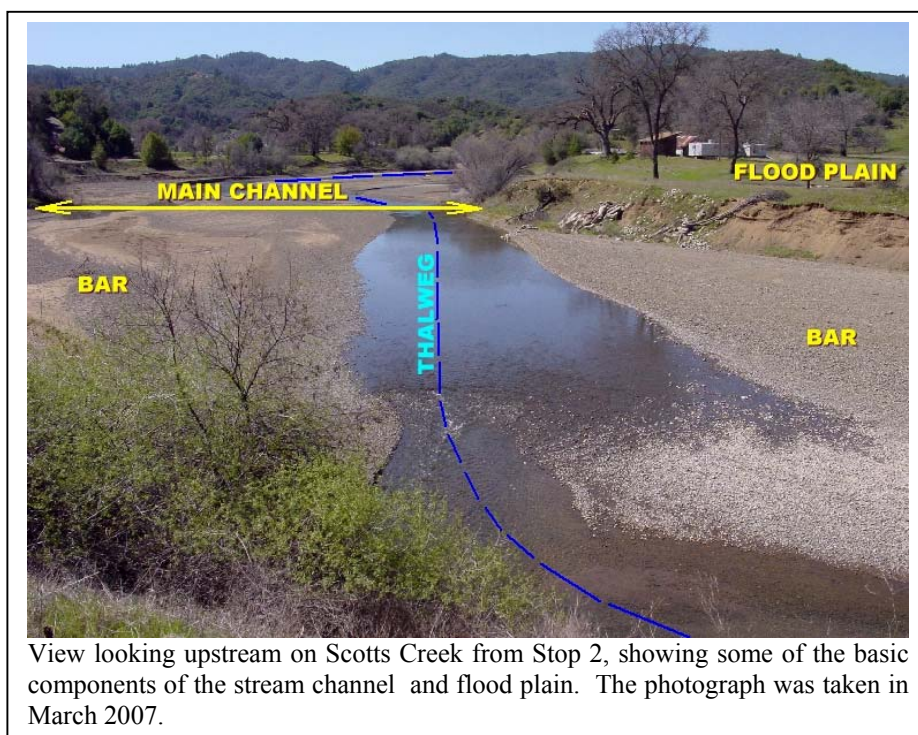 FLOOD PLAIN
MAIN CHANNEL
BAR
THALWEG
BAR
View looking upstream on Scotts Creek from Stop 2, showing some of the basic
components of the stream channel and flood plain. The photograph was taken in
March 2007.